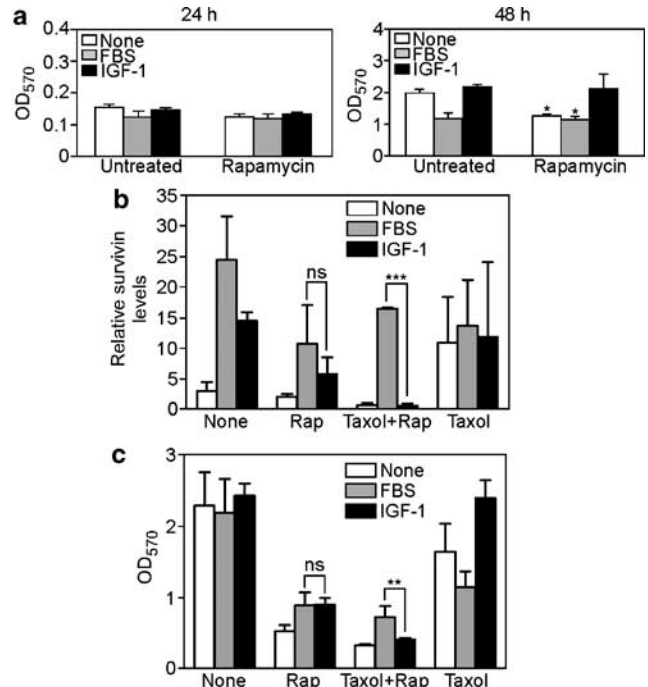 a
24 h
48 h
None
FBS
IGF-1
OD570
0.4
0.3
0.2
0.1
0
Untreated
Rapamycin
None
FBS
IGF-1
OD570
4
3
2
1
0
* *
Untreated
Rapamycin
b
None
FBS
IGF-1
Relative survivin
levels
35
30
25
20
15
10
5
0
ns
***
None
Rap
Taxol+Rap
Taxol
c
None
FBS
IGF-1
OD570
3
2
1
0
ns
**
None
Rap
Taxol+Rap
Taxol